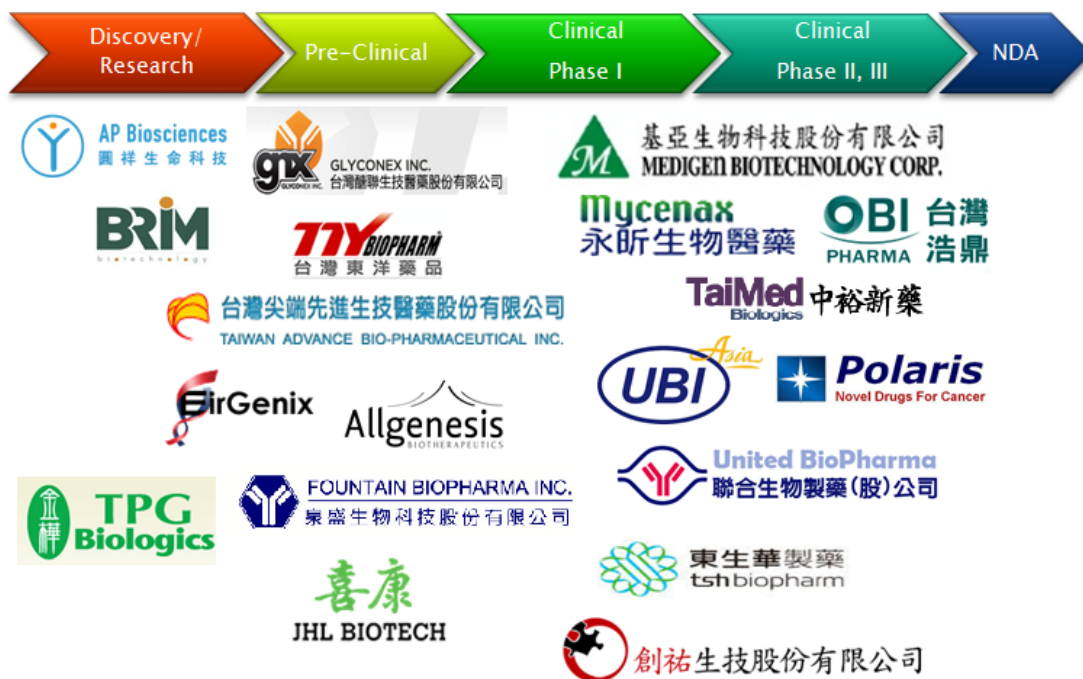 Discovery/
Research
Pre-Clinical
Clinical
Phase I
Clinical
Phase II, III
NDA
AP Biosciences
圓祥生命科技
gnx
GLYCONEX INC.
GLYCONEX INC.
台灣醣聯生技醫藥股份有限公司
基亞生物科技股份有限公司
M
MEDIGEN BIOTECHNOLOGY CORP.
BRIM
biotechnology
TTY BIOPHARM
台灣東洋藥品
Mycenax
永昕生物醫藥
OBI
PHARMA
台灣
浩鼎
台灣尖端先進生技醫藥股份有限公司
TAIWAN ADVANCE BIO-PHARMACEUTICAL INC.
TaiMed
Biologics
中裕新藥
EirGenix
Allgenesis
BIOTHERAPEUTICS
UBI
Asia
Polaris
Novel Drugs For Cancer
金樺
TPG
Biologics
FOUNTAIN BIOPHARMA INC.
泉盛生物科技股份有限公司
United BioPharma
聯合生物製藥(股)公司
喜康
JHL BIOTECH
東生華製藥
tsh biopharm
創祐生技股份有限公司